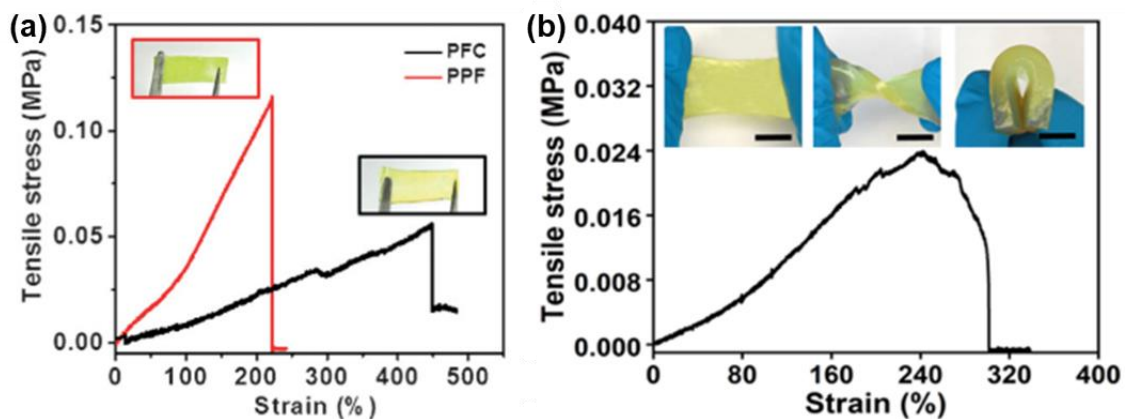 (a)
Tensile stress (MPa)
0.15
0.10
0.05
0.00
PFC
PPF
0 100 200 300 400 500
Strain (%)
(b)
Tensile stress (MPa)
0.040
0.032
0.024
0.016
0.008
0.000
0 80 160 240 320 400
Strain (%)